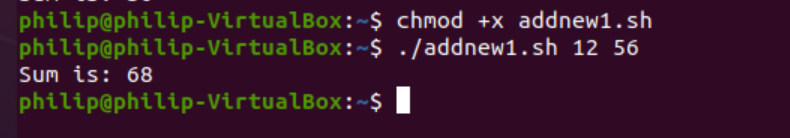 philip@philip-VirtualBox:~$ chmod +x addnew1.sh
philip@philip-VirtualBox:~$ ./addnew1.sh 12 56
Sum is: 68
philip@philip-VirtualBox:~$